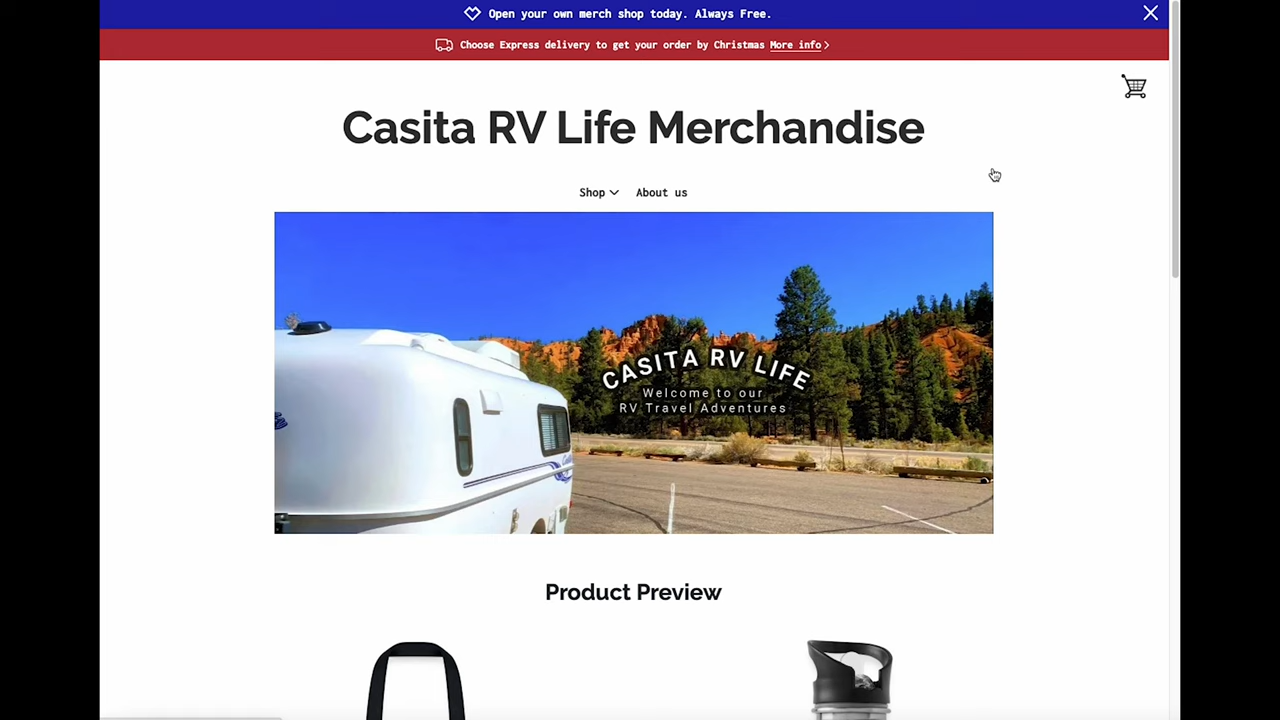 Open your own merch shop today. Always Free.
Choose Express delivery to get your order by Christmas More info
Casita RV Life Merchandise
Shop
About us
CASITA RV LIFE
Welcome to our
RV Travel Adventures
Product Preview